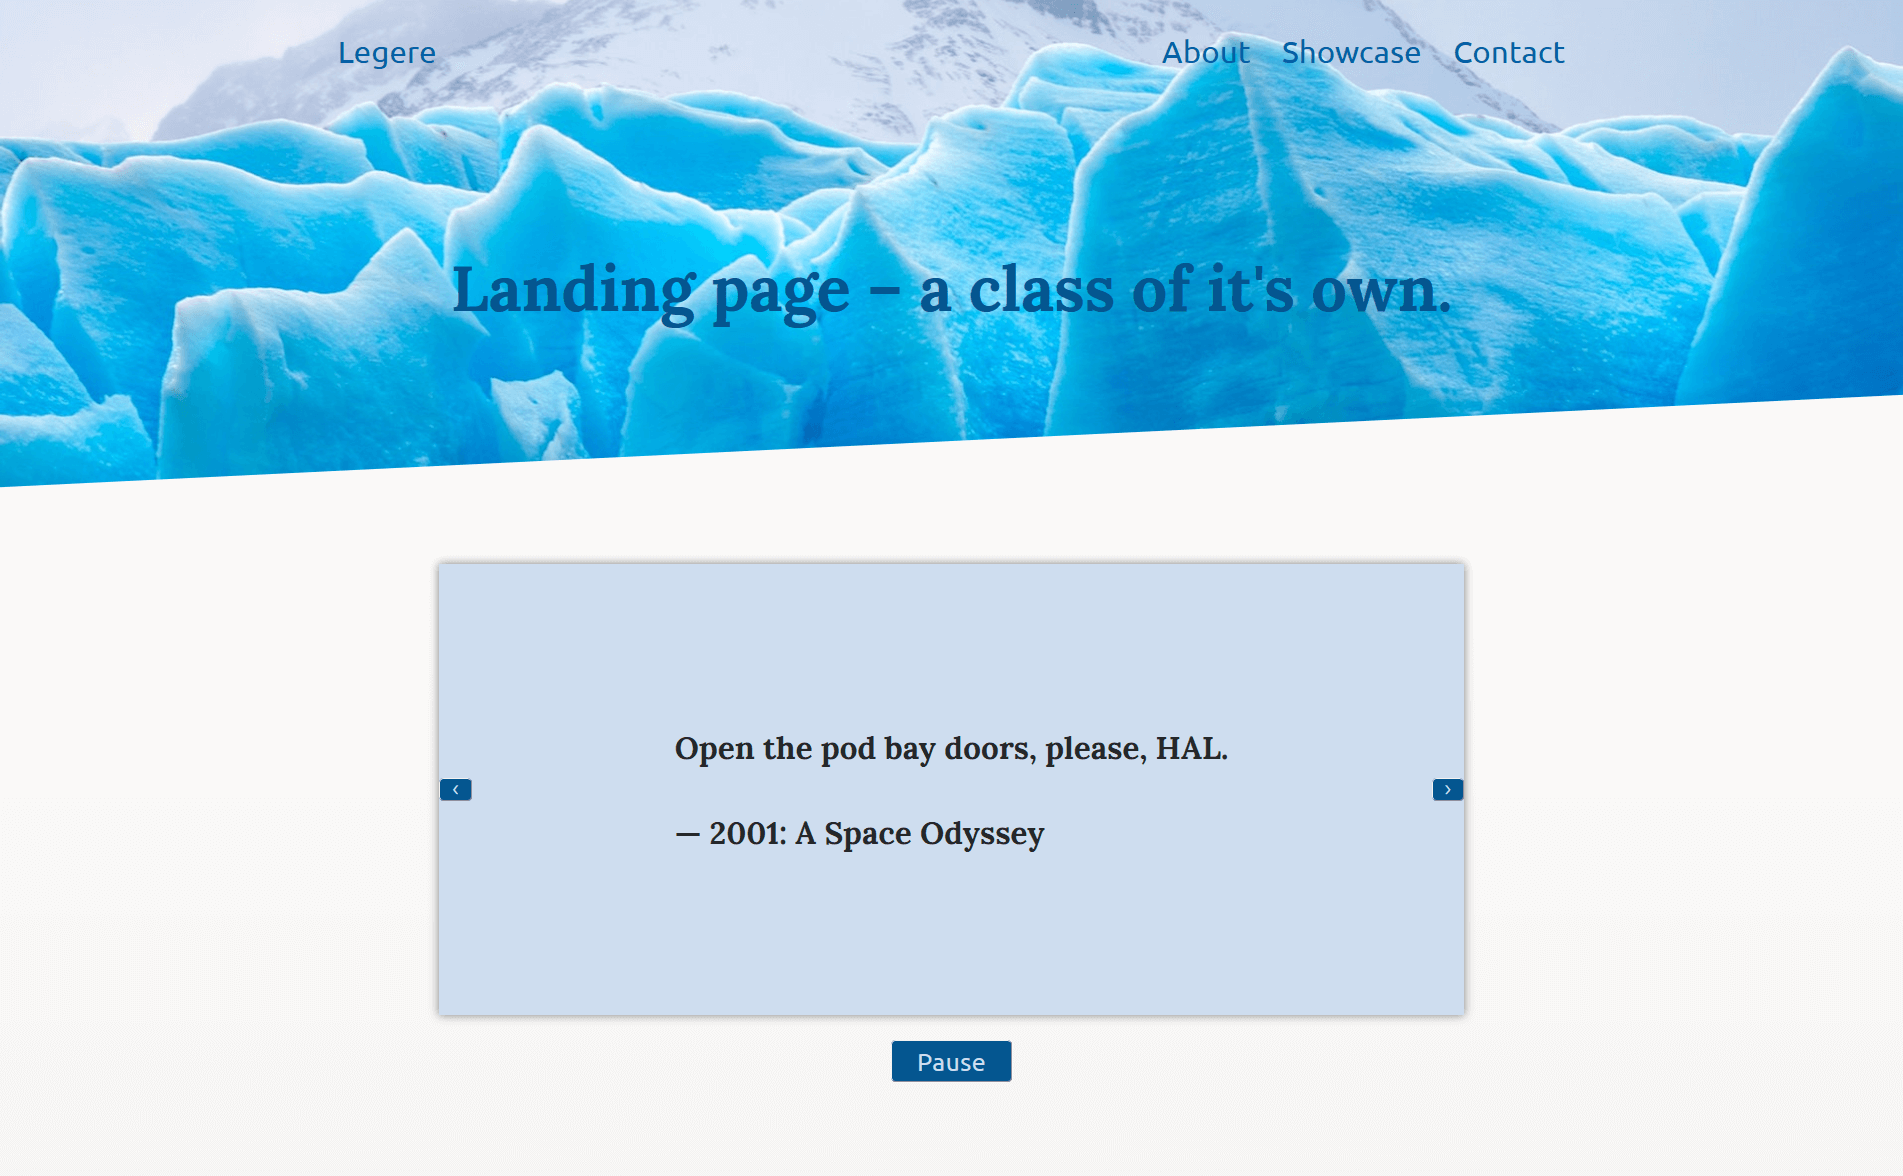 Legere
About Showcase Contact
Landing page – a class of it's own.
Open the pod bay doors, please, HAL.
‹ ›
— 2001: A Space Odyssey
Pause